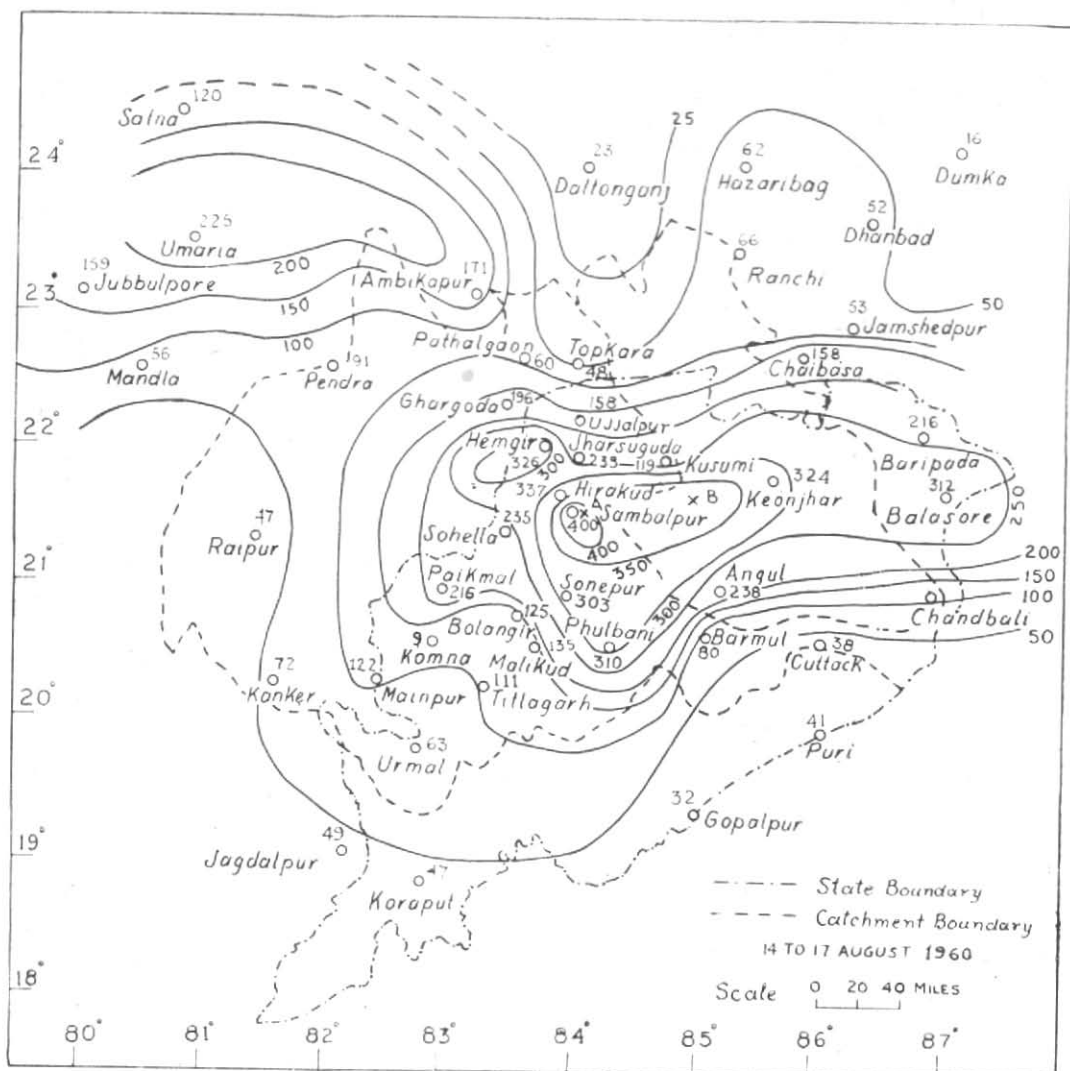 120
Satna
25
23
Daltonganj
62
Hazaribag
16
Dumka
24°
52
Dhanbad
225
Umaria
200
66
Ranchi
159
Jubbulpore
23°
171
Ambikapur
150
50
53
Jamshedpur
100
56
Mandla
191
Pendra
Pathalgaon
60
Topkara
48
158
Chaibasa
196
Ghargoda
158
Ujjalpur
22°
216
Baripada
Hemgir
326
300
Jharsuguda
233
119
Kusumi
324
Keonjhar
337
Hirakud
A
B
400
Sambalpur
312
Balasore
250
47
Raipur
235
Sohella
400
350
21°
200
150
100
Paikmal
216
Sonepur
303
Angul
238
Chandbali
125
Bolangir
300
50
9
Komna
135
Malikud
Phulbani
310
Barmul
80
38
Cuttack
72
Kanker
122
Mainpur
111
Titlagarh
20°
63
Urmal
41
Puri
32
Gopalpur
19°
49
Jagdalpur
47
Koraput
State Boundary
Catchment Boundary
14 TO 17 AUGUST 1960
18°
Scale 0 20 40 MILES
80° 81° 82° 83° 84° 85° 86° 87°